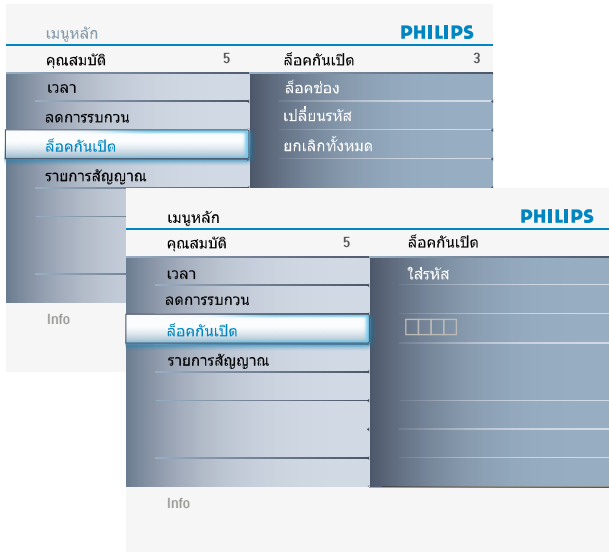 เมนูหลัก PHILIPS
คุณสมบัติ 5 ล็อคกันเปิด 3
เวลา ล็อคช่อง
ลดการรบกวน เปลี่ยนรหัส
ล็อคกันเปิด ยกเลิกทั้งหมด
รายการสัญญาณ
Info
เมนูหลัก PHILIPS
คุณสมบัติ 5 ล็อคกันเปิด
เวลา ใส่รหัส
ลดการรบกวน
ล็อคกันเปิด
รายการสัญญาณ
Info